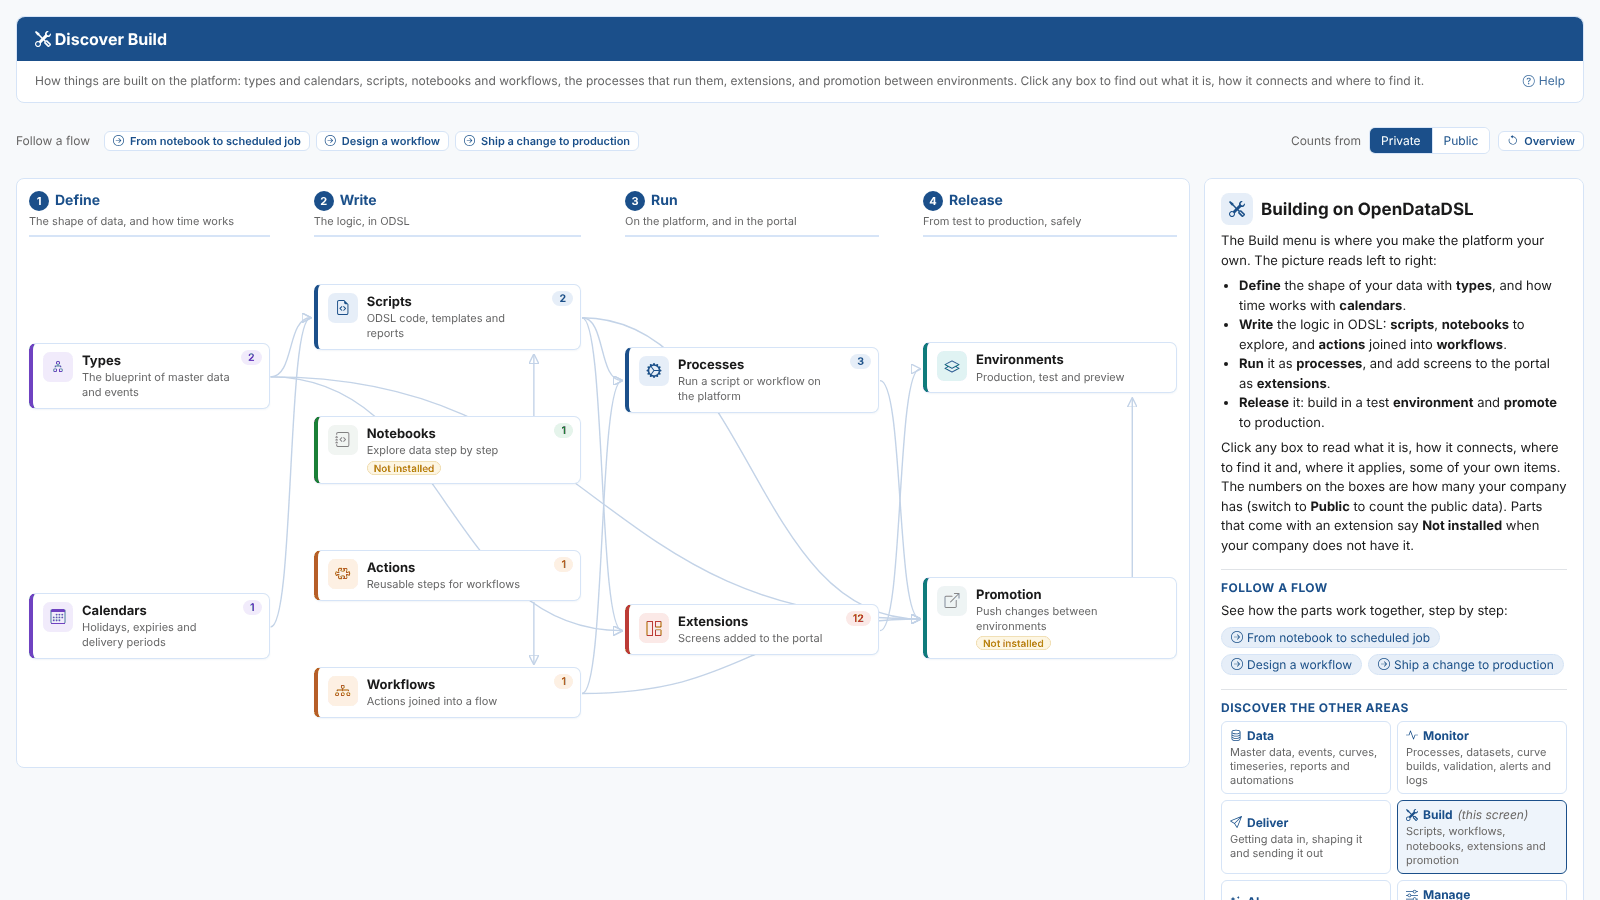 Discover Build
How things are built on the platform: types and calendars, scripts, notebooks and workflows, the processes that run them, extensions, and promotion between environments. Click any box to find out what it is, how it connects and where to find it.
Help
Follow a flow
From notebook to scheduled job
Design a workflow
Ship a change to production
Counts from
Private
Public
Overview
1 Define
The shape of data, and how time works
2 Write
The logic, in ODSL
3 Run
On the platform, and in the portal
4 Release
From test to production, safely
Types
2
The blueprint of master data
and events
Calendars
1
Holidays, expiries and
delivery periods
Scripts
2
ODSL code, templates and
reports
Notebooks
1
Explore data step by step
Not installed
Actions
1
Reusable steps for workflows
Workflows
1
Actions joined into a flow
Processes
3
Run a script or workflow on
the platform
Extensions
12
Screens added to the portal
Environments
Production, test and preview
Promotion
Push changes between
environments
Not installed
Building on OpenDataDSL
The Build menu is where you make the platform your
own. The picture reads left to right:
• Define the shape of your data with types, and how
time works with calendars.
• Write the logic in ODSL: scripts, notebooks to
explore, and actions joined into workflows.
• Run it as processes, and add screens to the portal
as extensions.
• Release it: build in a test environment and promote
to production.
Click any box to read what it is, how it connects, where
to find it and, where it applies, some of your own items.
The numbers on the boxes are how many your company
has (switch to Public to count the public data). Parts
that come with an extension say Not installed when
your company does not have it.
FOLLOW A FLOW
See how the parts work together, step by step:
From notebook to scheduled job
Design a workflow
Ship a change to production
DISCOVER THE OTHER AREAS
Data
Master data, events, curves,
timeseries, reports and
automations
Monitor
Processes, datasets, curve
builds, validation, alerts and
logs
Deliver
Getting data in, shaping it
and sending it out
Build (this screen)
Scripts, workflows,
notebooks, extensions and
promotion
Manage